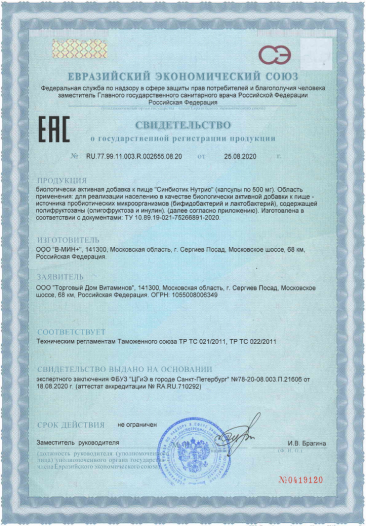 СЭ
ЕВРАЗИЙСКИЙ ЭКОНОМИЧЕСКИЙ СОЮЗ
Федеральная служба по надзору в сфере защиты прав потребителей и благополучия человека
заместитель Главного государственного санитарного врача Российской Федерации
Российская Федерация
ЕАС
СВИДЕТЕЛЬСТВО
о государственной регистрации продукции
№ RU.77.99.11.003.R.002655.08.20 от 25.08.2020 г.
ПРОДУКЦИЯ
биологически активная добавка к пище "Синбиотик Нутрио" (капсулы по 500 мг). Область
применения: для реализации населению в качестве биологически активной добавки к пище -
источника пробиотических микроорганизмов (бифидобактерий и лактобактерий), содержащей
полифруктозаны (олигофруктоза и инулин). (далее согласно приложению). Изготовлена в
соответствии с документами: ТУ 10.89.19-021-75266891-2020.
ИЗГОТОВИТЕЛЬ
ООО "В-МИН+", 141300, Московская область, г. Сергиев Посад, Московское шоссе, 68 км,
Российская Федерация.
ЗАЯВИТЕЛЬ
ООО "Торговый Дом Витаминов", 141300, Московская область, г. Сергиев Посад, Московское
шоссе, 68 км, Российская Федерация. ОГРН: 1055008006349
СООТВЕТСТВУЕТ
Техническим регламентам Таможенного союза ТР ТС 021/2011, ТР ТС 022/2011
СВИДЕТЕЛЬСТВО ВЫДАНО НА ОСНОВАНИИ
экспертного заключения ФБУЗ "ЦГиЭ в городе Санкт-Петербург" №78-20-08.003.П.21606 от
18.08.2020 г. (аттестат аккредитации № RA.RU.710292)
СРОК ДЕЙСТВИЯ не ограничен
Заместитель руководителя И.В. Брагина
№0419120